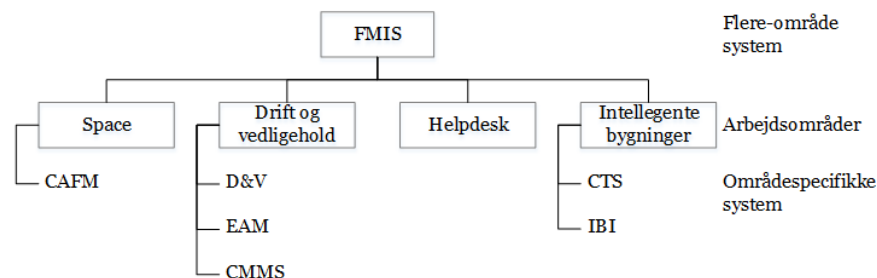 FMIS
Flere-område
system
Space
Drift og
vedligehold
Helpdesk
Intellegente
bygninger
Arbejdsområder
CAFM
D&V
CTS
Områdespecifikke
system
EAM
IBI
CMMS